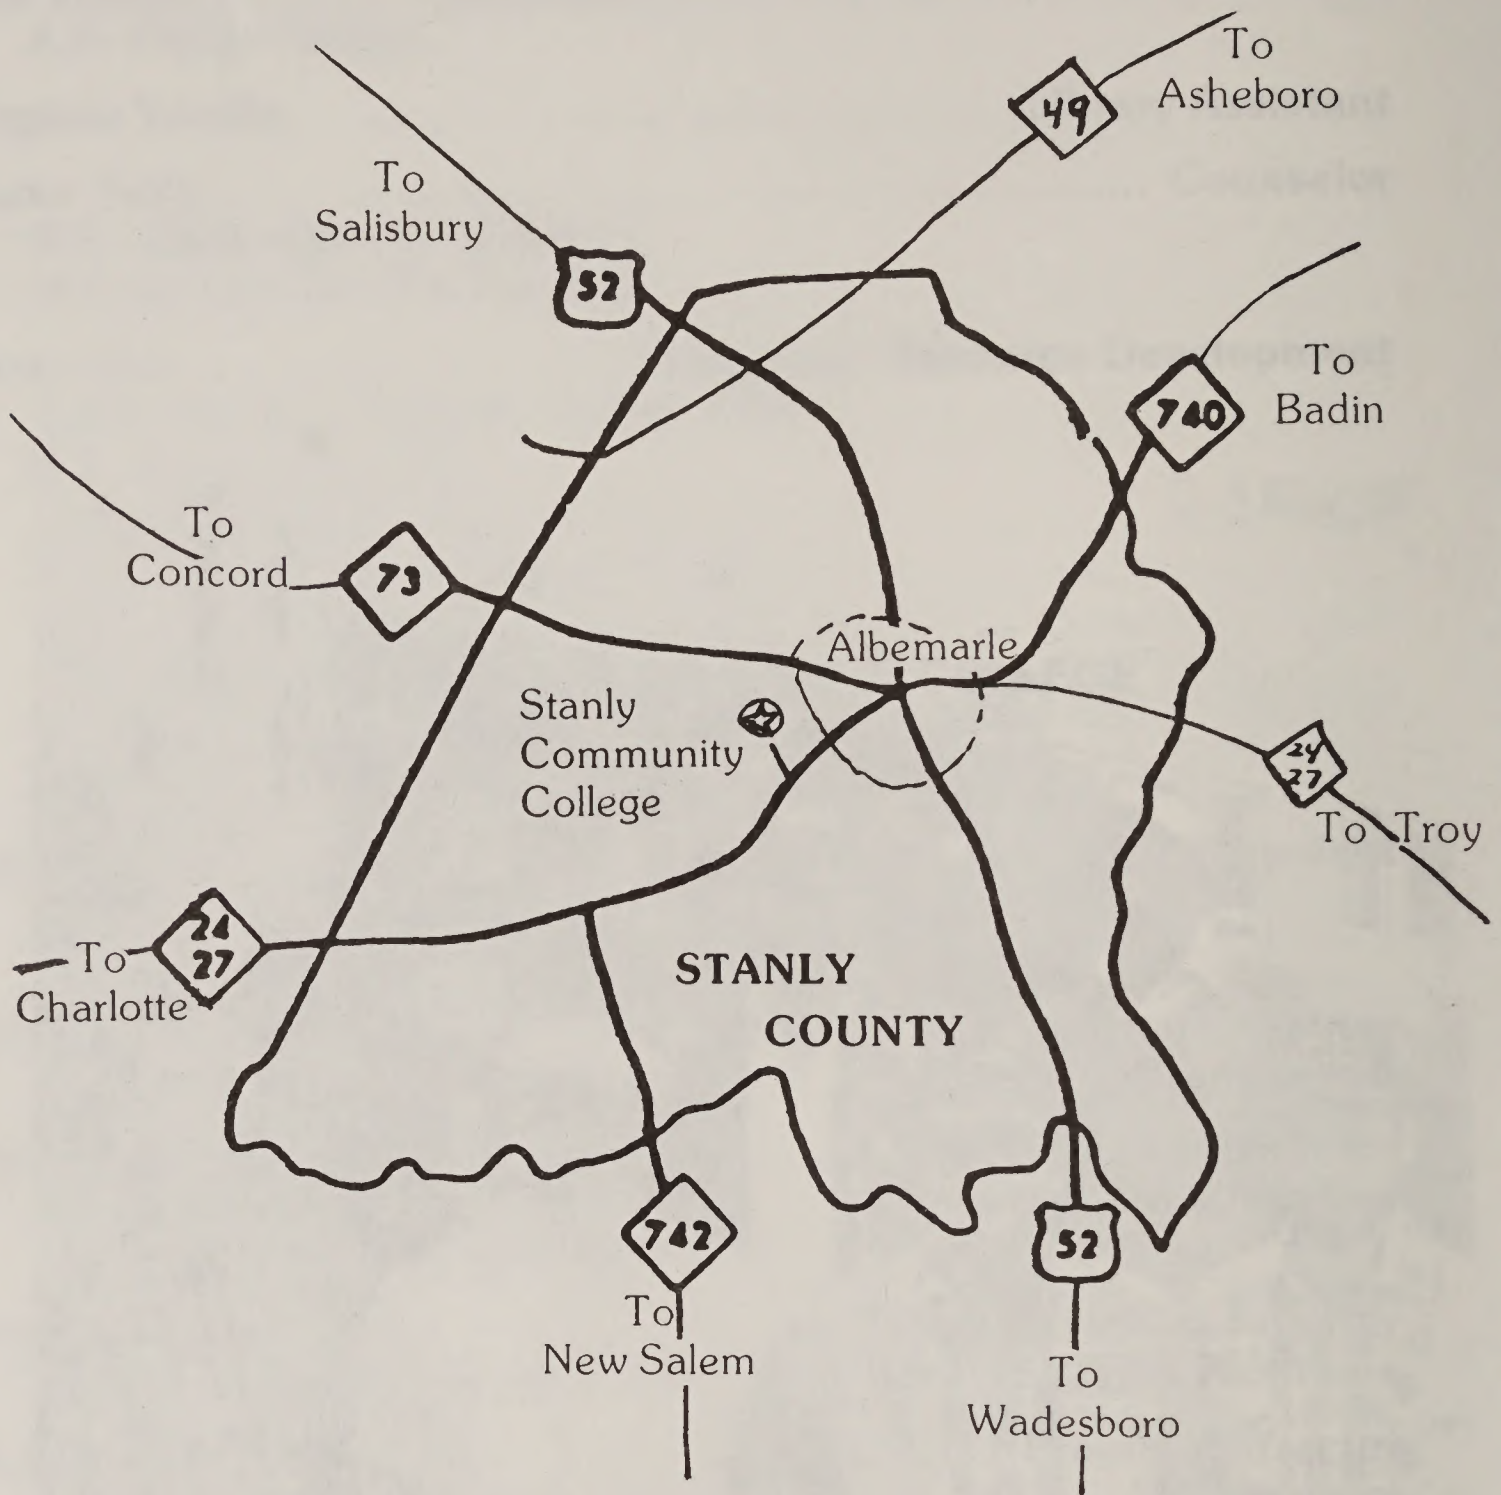 To
Asheboro
49
To
Salisbury
52
To
Badin
740
To
Concord
73
Albemarle
Stanly
Community
College
24
27
To Troy
24
27
To
Charlotte
STANLY
COUNTY
742
To
New Salem
52
To
Wadesboro